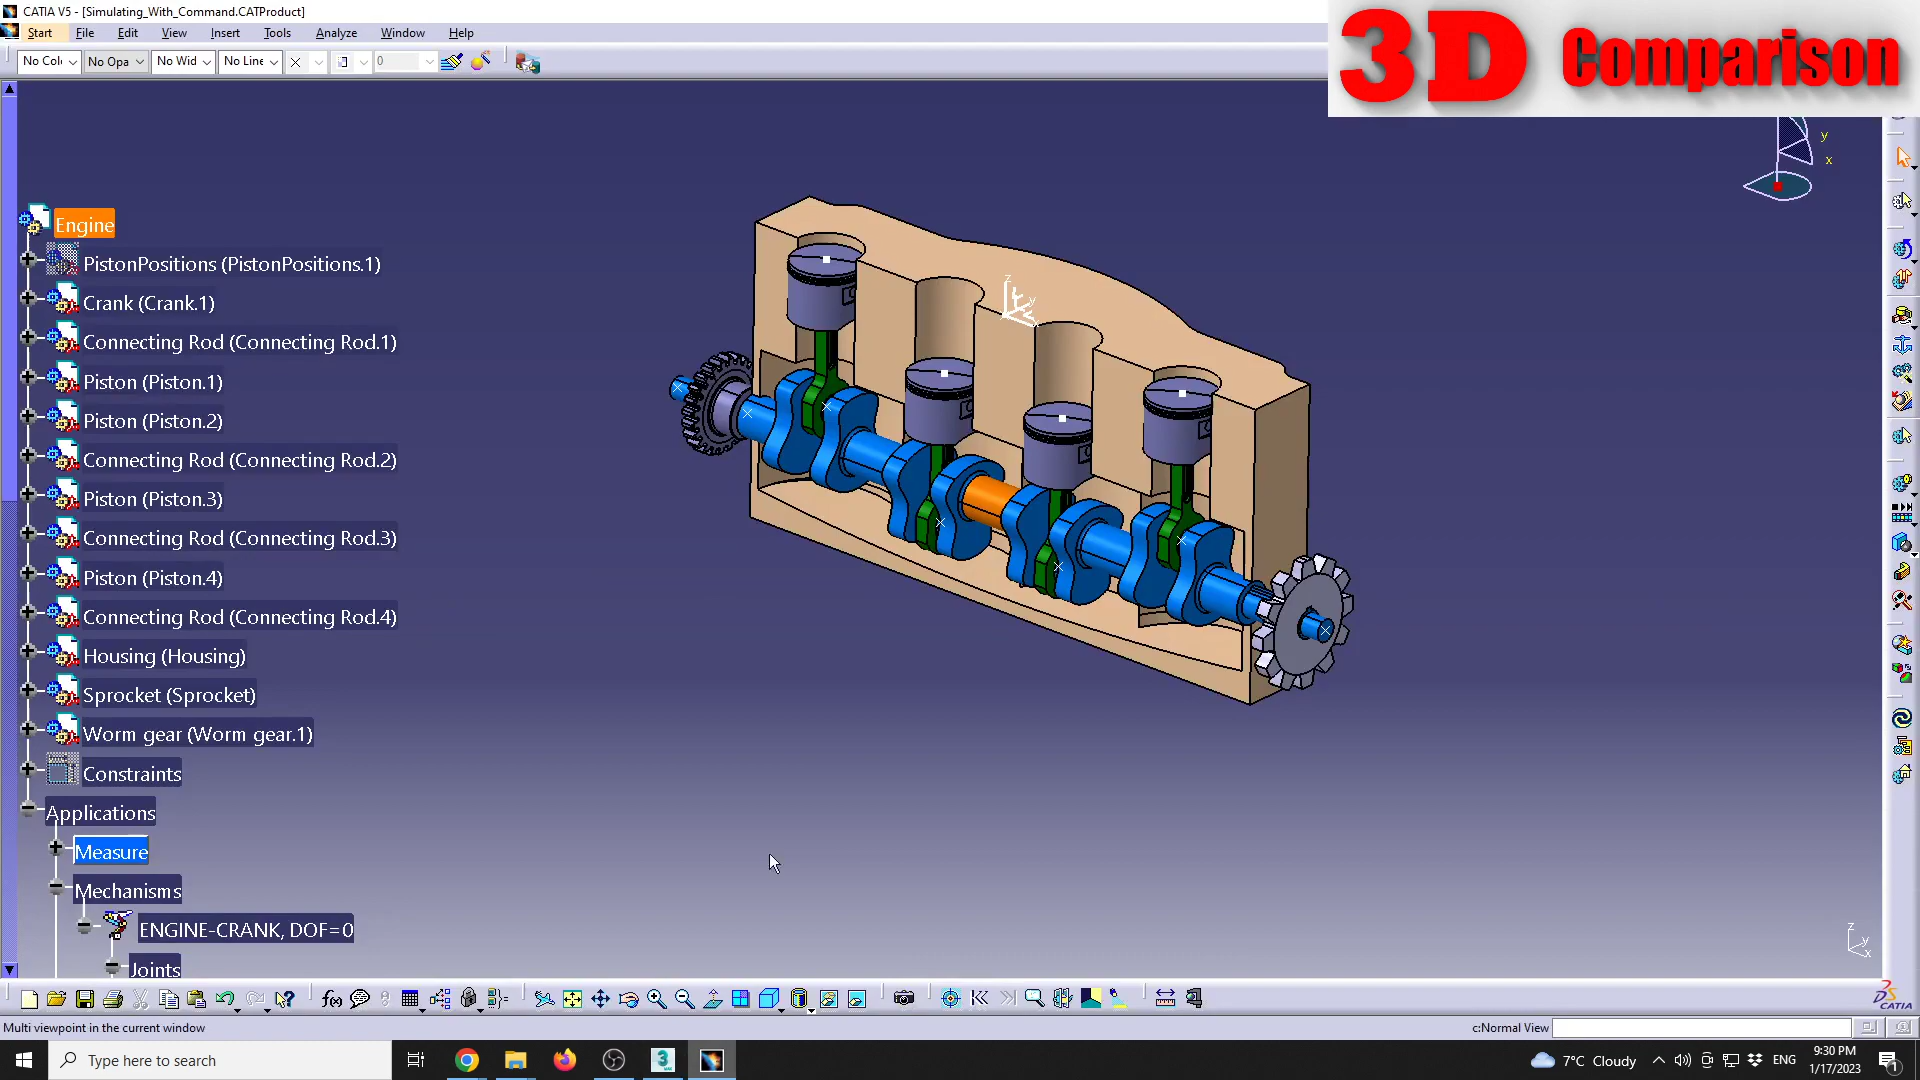 CATIA V5 - [Simulating_With_Command.CATProduct]
Start File Edit View Insert Tools Analyze Window Help
No Col No Opa No Wid No Line 0
3D Comparison
y
x
Engine
PistonPositions (PistonPositions.1)
Crank (Crank.1)
Connecting Rod (Connecting Rod.1)
Piston (Piston.1)
Piston (Piston.2)
Connecting Rod (Connecting Rod.2)
Piston (Piston.3)
Connecting Rod (Connecting Rod.3)
Piston (Piston.4)
Connecting Rod (Connecting Rod.4)
Housing (Housing)
Sprocket (Sprocket)
Worm gear (Worm gear.1)
Constraints
Applications
Measure
Mechanisms
ENGINE-CRANK, DOF=0
Joints
z
y
x
f(x)
CATIA
Multi viewpoint in the current window
c:Normal View
Type here to search
7°C Cloudy
ENG
9:30 PM
1/17/2023
1